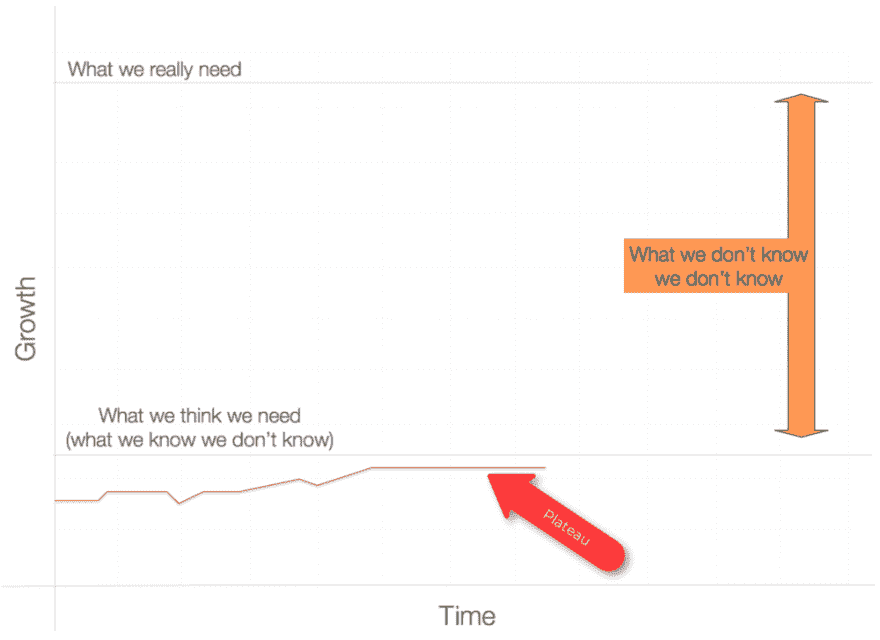 What we really need
What we don't know
we don't know
Growth
What we think we need
(what we know we don't know)
Plateau
Time